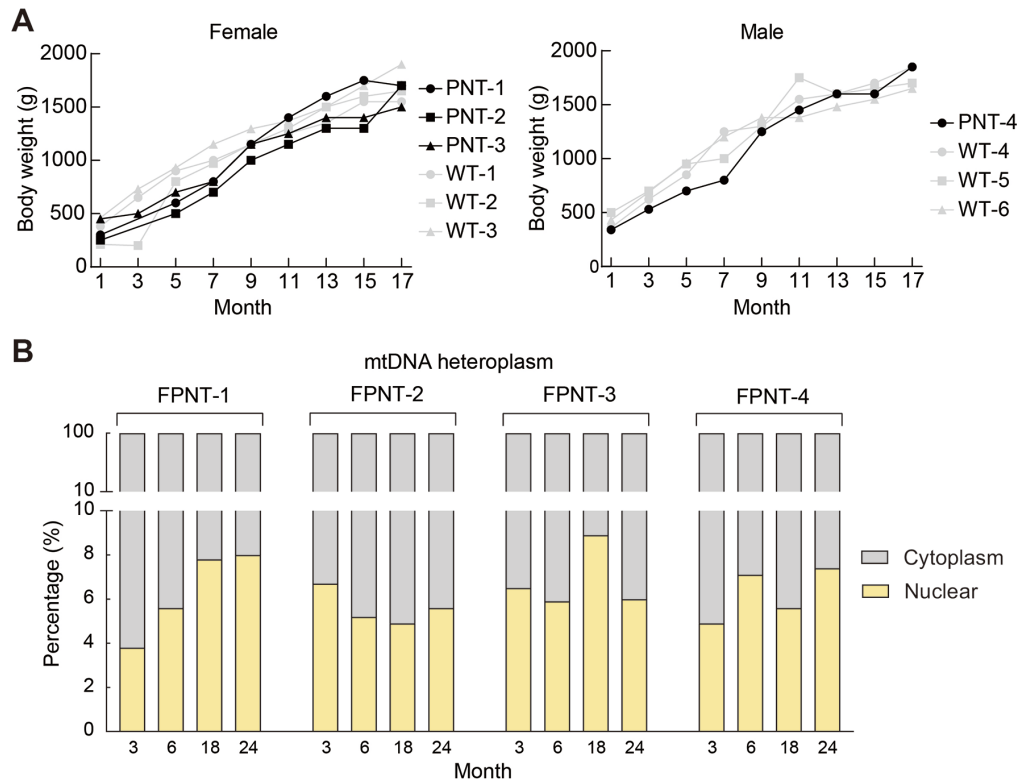 A
Female
Body weight (g)
2000
1500
1000
500
0
1 3 5 7 9 11 13 15 17
Month
PNT-1
PNT-2
PNT-3
WT-1
WT-2
WT-3
Male
Body weight (g)
2000
1500
1000
500
0
1 3 5 7 9 11 13 15 17
Month
PNT-4
WT-4
WT-5
WT-6
B
mtDNA heteroplasm
FPNT-1 FPNT-2 FPNT-3 FPNT-4
Percentage (%)
100
10
10
8
6
4
2
0
3 6 18 24 3 6 18 24 3 6 18 24 3 6 18 24
Month
Cytoplasm
Nuclear